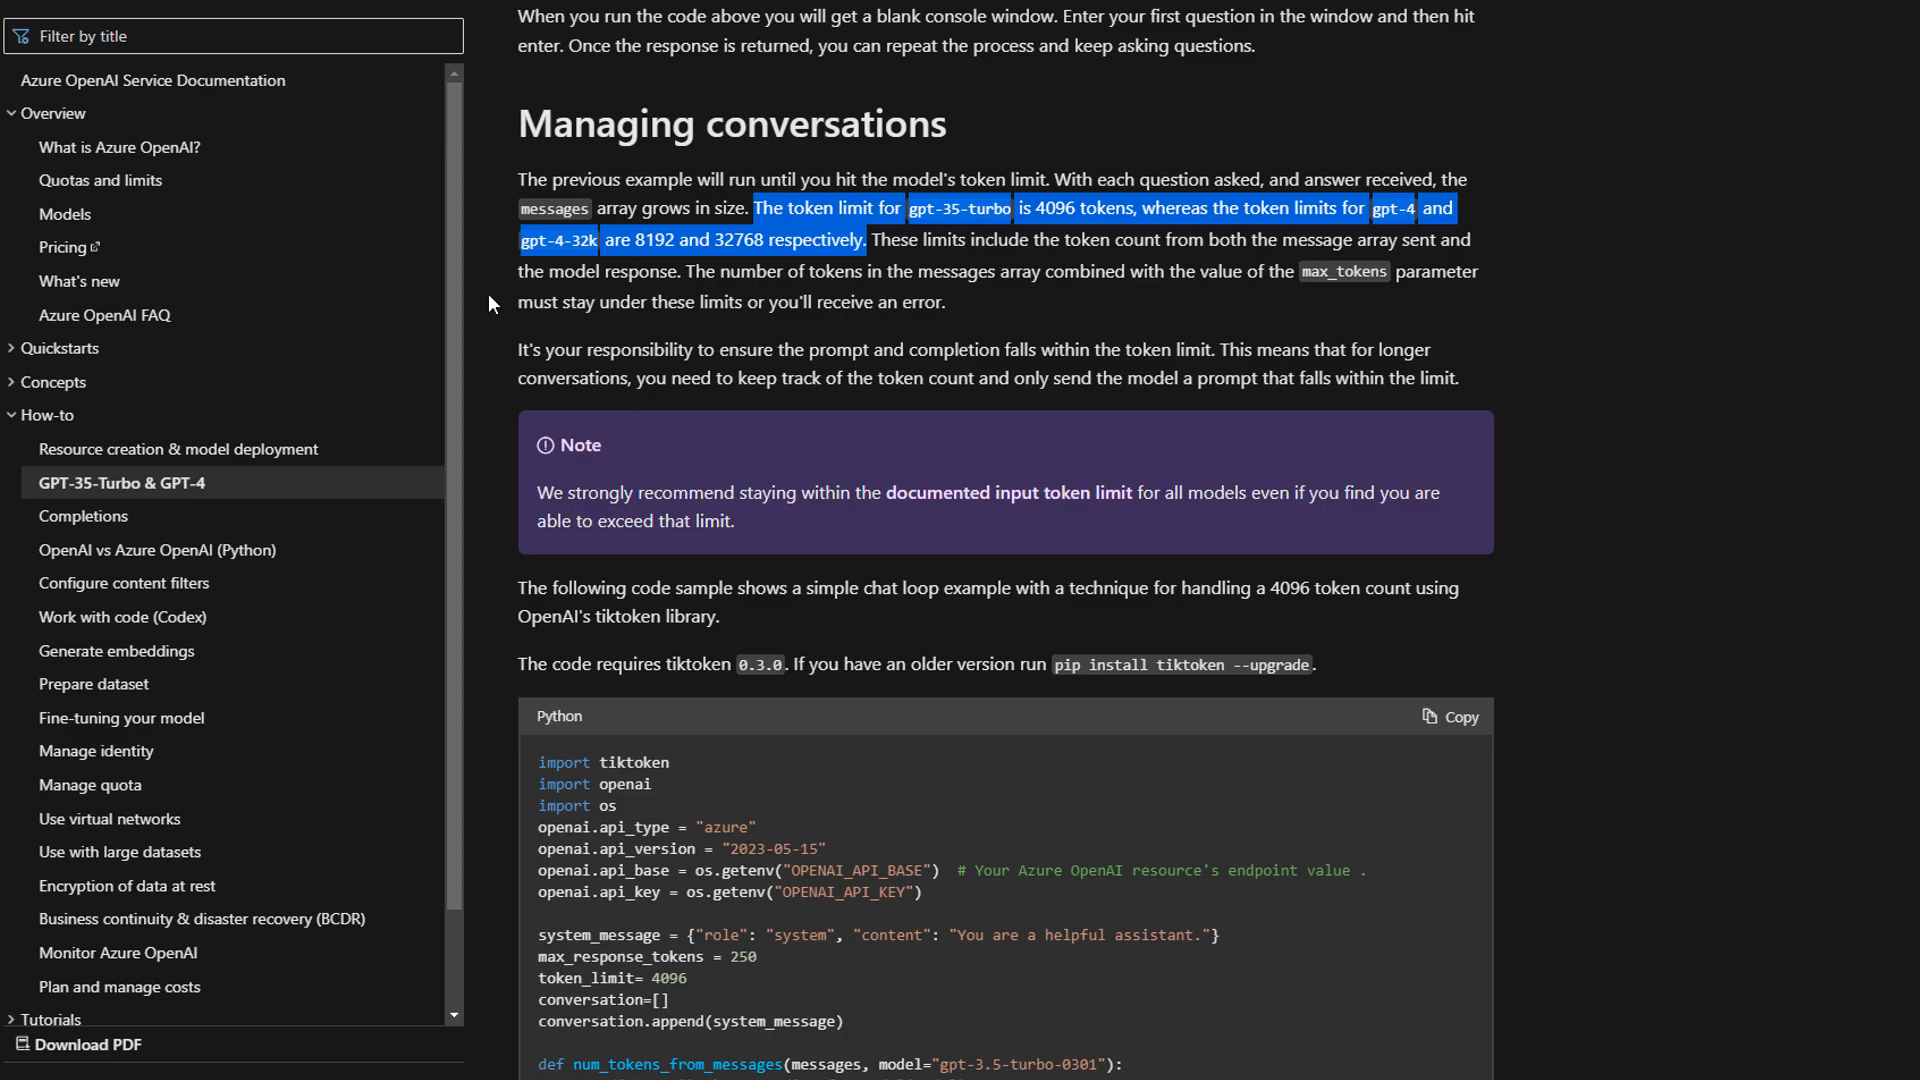 Filter by title
Azure OpenAI Service Documentation
Overview
What is Azure OpenAI?
Quotas and limits
Models
Pricing
What's new
Azure OpenAI FAQ
Quickstarts
Concepts
How-to
Resource creation & model deployment
GPT-35-Turbo & GPT-4
Completions
OpenAI vs Azure OpenAI (Python)
Configure content filters
Work with code (Codex)
Generate embeddings
Prepare dataset
Fine-tuning your model
Manage identity
Manage quota
Use virtual networks
Use with large datasets
Encryption of data at rest
Business continuity & disaster recovery (BCDR)
Monitor Azure OpenAI
Plan and manage costs
Tutorials
Download PDF
When you run the code above you will get a blank console window. Enter your first question in the window and then hit
enter. Once the response is returned, you can repeat the process and keep asking questions.
Managing conversations
The previous example will run until you hit the model's token limit. With each question asked, and answer received, the
messages array grows in size. The token limit for gpt-35-turbo is 4096 tokens, whereas the token limits for gpt-4 and
gpt-4-32k are 8192 and 32768 respectively. These limits include the token count from both the message array sent and
the model response. The number of tokens in the messages array combined with the value of the max_tokens parameter
must stay under these limits or you'll receive an error.
It's your responsibility to ensure the prompt and completion falls within the token limit. This means that for longer
conversations, you need to keep track of the token count and only send the model a prompt that falls within the limit.
Note
We strongly recommend staying within the documented input token limit for all models even if you find you are
able to exceed that limit.
The following code sample shows a simple chat loop example with a technique for handling a 4096 token count using
OpenAI's tiktoken library.
The code requires tiktoken 0.3.0. If you have an older version run pip install tiktoken --upgrade.
Python
Copy
import tiktoken
import openai
import os
openai.api_type = "azure"
openai.api_version = "2023-05-15"
openai.api_base = os.getenv("OPENAI_API_BASE")  # Your Azure OpenAI resource's endpoint value .
openai.api_key = os.getenv("OPENAI_API_KEY")
system_message = {"role": "system", "content": "You are a helpful assistant."}
max_response_tokens = 250
token_limit= 4096
conversation=[]
conversation.append(system_message)
def num_tokens_from_messages(messages, model="gpt-3.5-turbo-0301"):